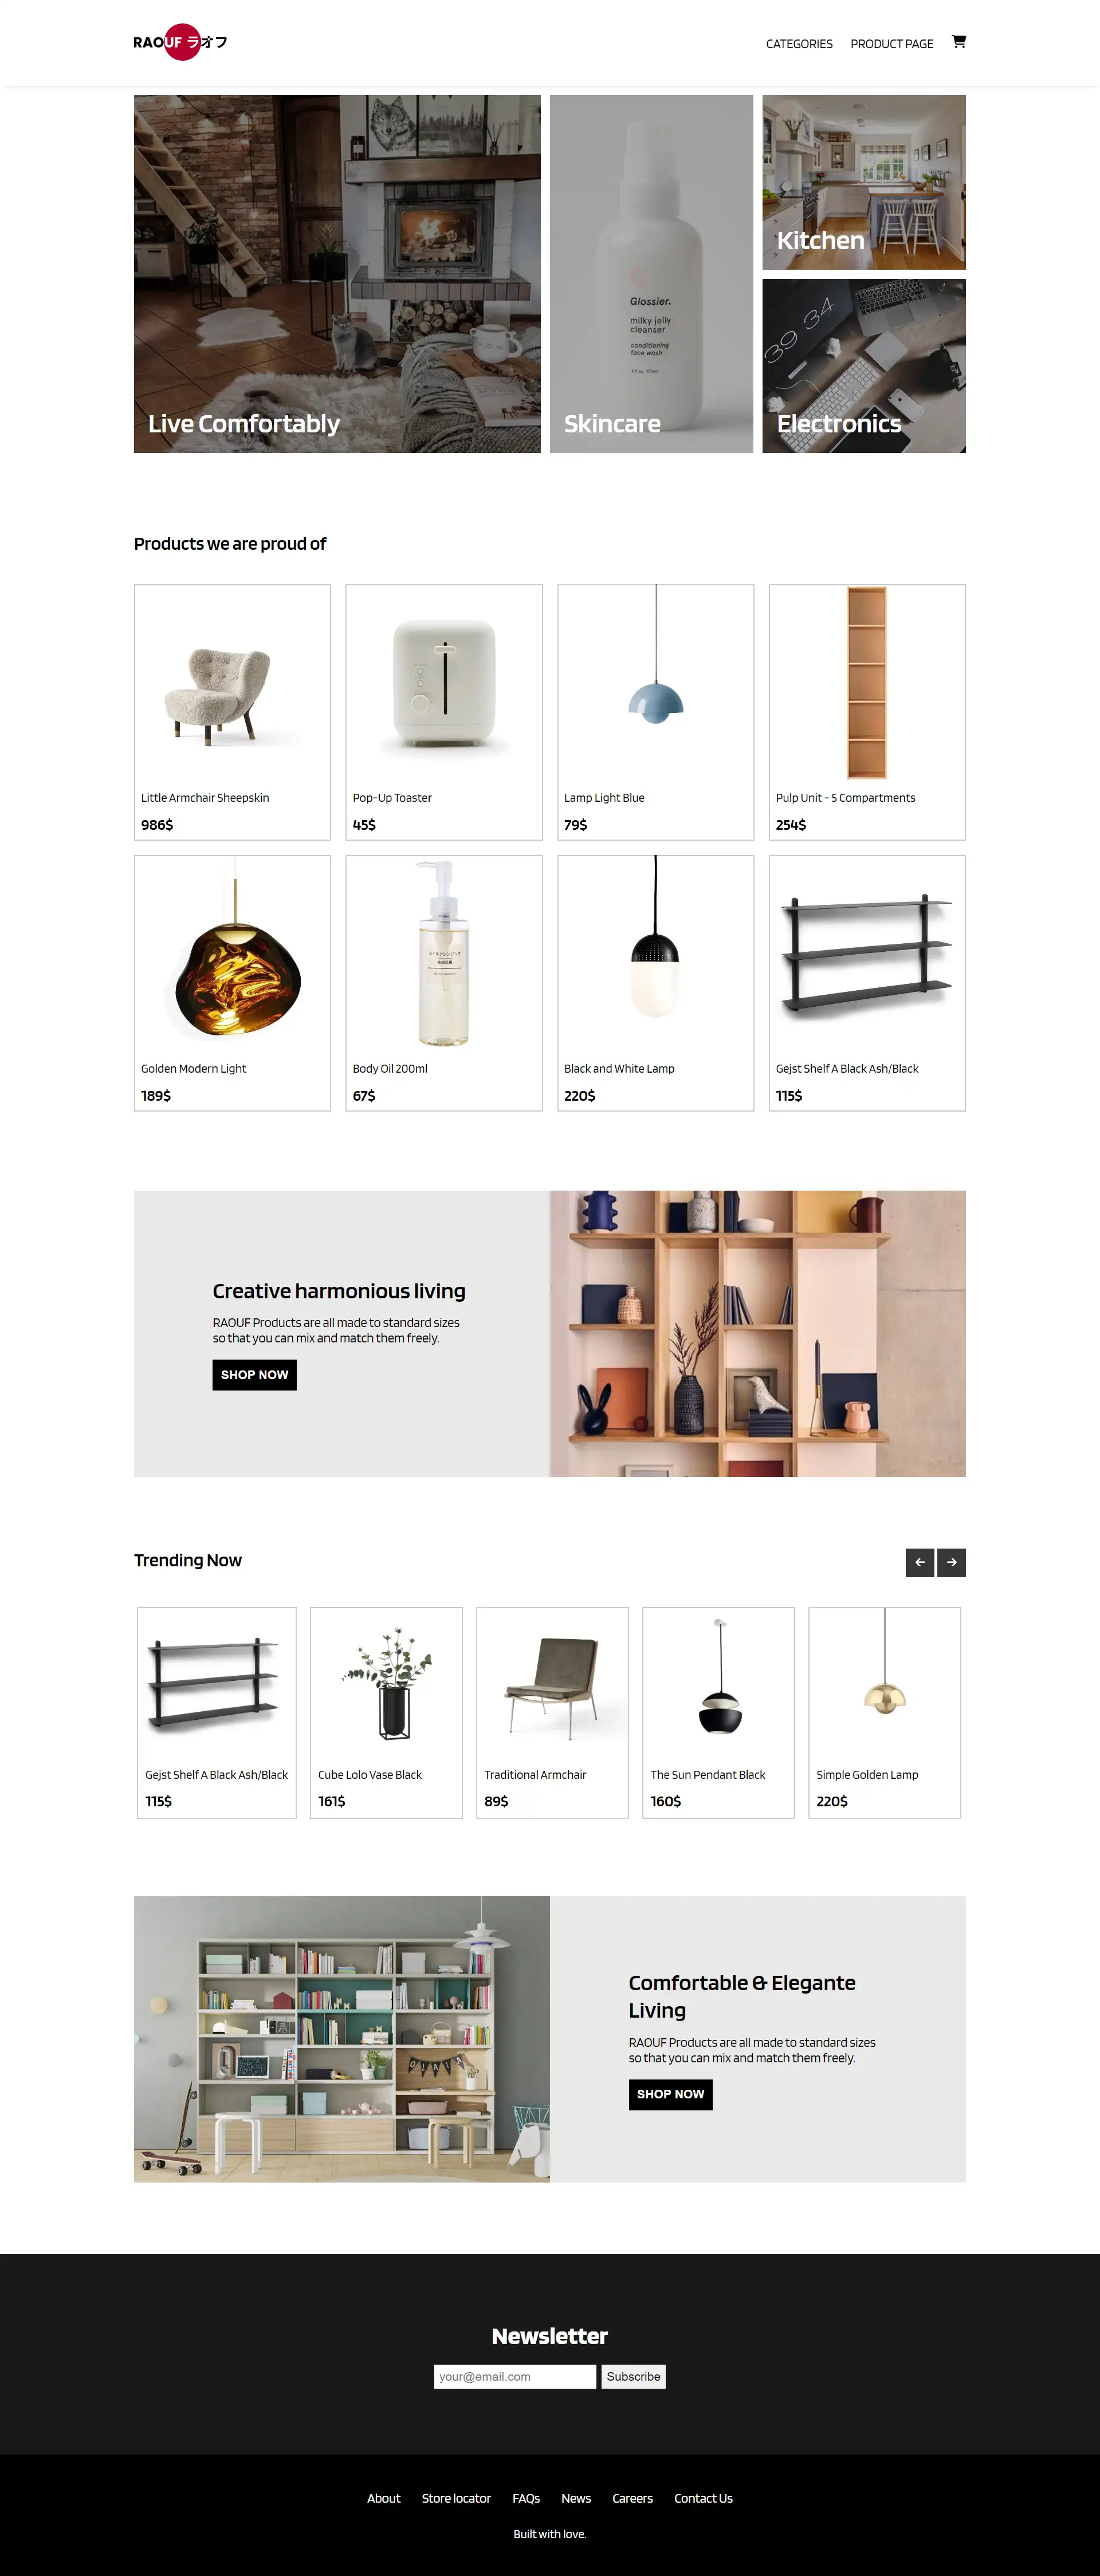 RAOUF ラオフ
CATEGORIES
PRODUCT PAGE
Live Comfortably
Glossier.
milky jelly
cleanser
conditioning
face wash
Skincare
Kitchen
39 34
Electronics
Products we are proud of
Little Armchair Sheepskin
986$
Pop-Up Toaster
45$
Lamp Light Blue
79$
Pulp Unit - 5 Compartments
254$
Golden Modern Light
189$
Body Oil 200ml
67$
Black and White Lamp
220$
Gejst Shelf A Black Ash/Black
115$
Creative harmonious living
RAOUF Products are all made to standard sizes
so that you can mix and match them freely.
SHOP NOW
Trending Now
Gejst Shelf A Black Ash/Black
115$
Cube Lolo Vase Black
161$
Traditional Armchair
89$
The Sun Pendant Black
160$
Simple Golden Lamp
220$
Comfortable & Elegante
Living
RAOUF Products are all made to standard sizes
so that you can mix and match them freely.
SHOP NOW
Newsletter
your@email.com
Subscribe
About
Store locator
FAQs
News
Careers
Contact Us
Built with love.